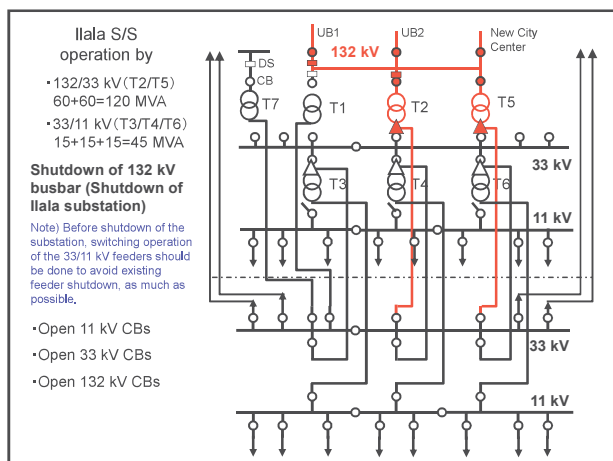 Ilala S/S
operation by
・132/33 kV(T2/T5)
60+60=120 MVA
・33/11 kV(T3/T4/T6)
15+15+15=45 MVA
Shutdown of 132 kV
busbar (Shutdown of
Ilala substation)
Note) Before shutdown of the
substation, switching operation
of the 33/11 kV feeders should
be done to avoid existing
feeder shutdown, as much as
possible.
・Open 11 kV CBs
・Open 33 kV CBs
・Open 132 kV CBs
UB1
UB2
New City
Center
132 kV
DS
CB
T7
T1
T2
T5
33 kV
T3
T4
T6
11 kV
33 kV
11 kV